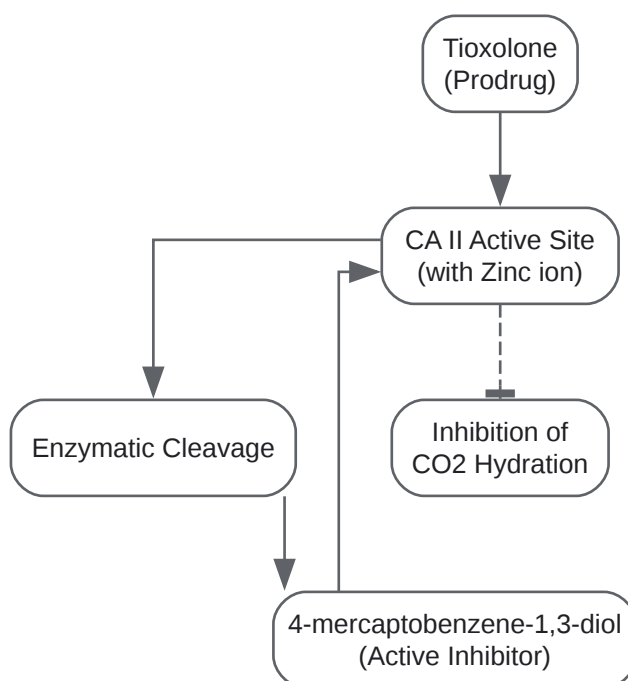 Tioxolone
(Prodrug)
CA II Active Site
(with Zinc ion)
Enzymatic Cleavage
Inhibition of
CO2 Hydration
4-mercaptobenzene-1,3-diol
(Active Inhibitor)